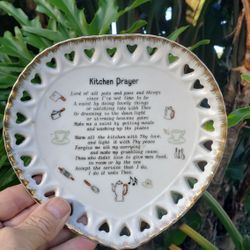 Kitchen Prayer
Lord of all pots and pans and things
since I've not time to be
A saint by doing lovely things
or watching late with Thee
Or dreaming in the dawn light
or storming heavens gates
Make me a saint by getting meals
and washing up the plates
Warm all the kitchen with Thy love
and light it with Thy peace
Forgive me all my worrying
and make my grumbling cease
Thou who didst love to give men food,
in room or by the sea
Accept the service that I do,
I do it unto Thee.